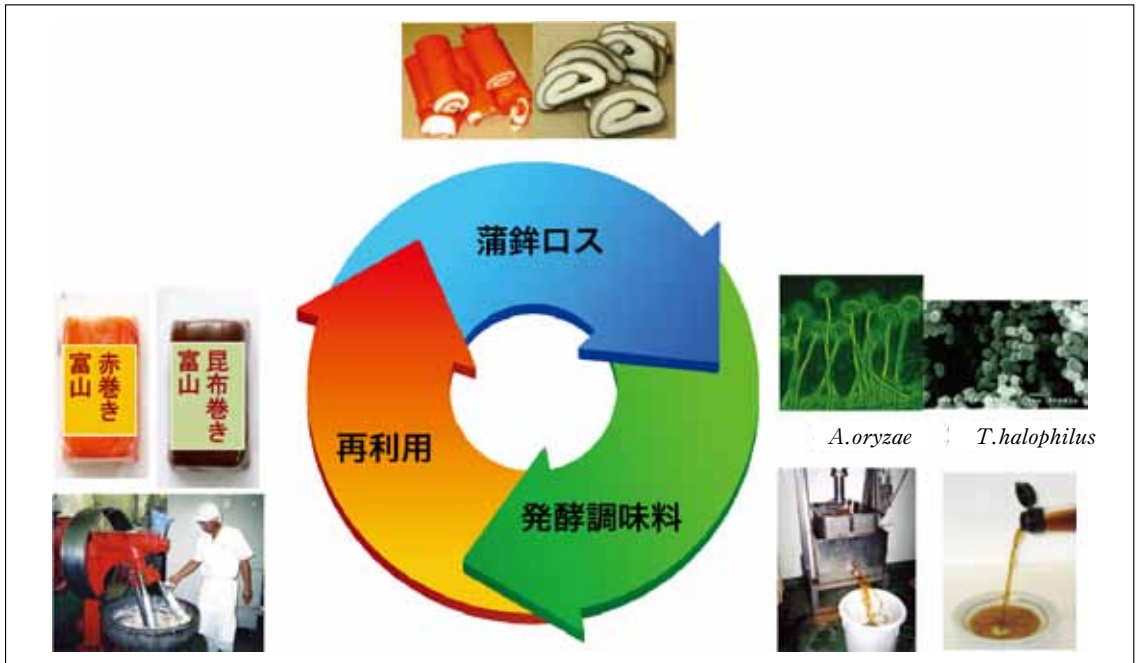 蒲鉾ロス
赤巻き
富山
昆布巻き
富山
再利用
発酵調味料
A.oryzae
T.halophilus